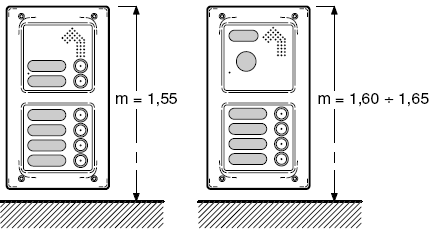 m = 1,55
m = 1,60 ÷ 1,65